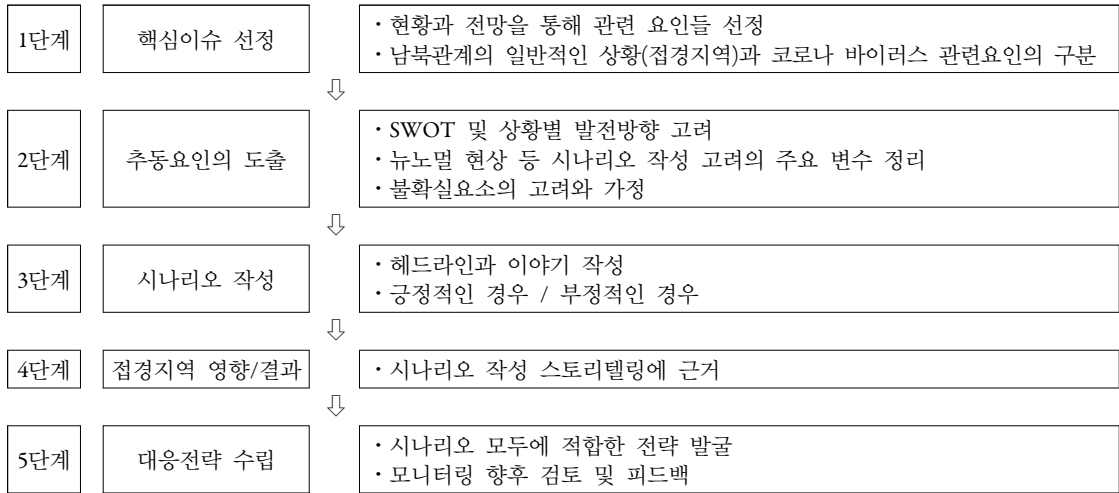 1단계
핵심이슈 선정
・현황과 전망을 통해 관련 요인들 선정
・남북관계의 일반적인 상황(접경지역)과 코로나 바이러스 관련요인의 구분
⇩
2단계
추동요인의 도출
・SWOT 및 상황별 발전방향 고려
・뉴노멀 현상 등 시나리오 작성 고려의 주요 변수 정리
・불확실요소의 고려와 가정
⇩
3단계
시나리오 작성
・헤드라인과 이야기 작성
・긍정적인 경우 / 부정적인 경우
⇩
4단계
접경지역 영향/결과
・시나리오 작성 스토리텔링에 근거
⇩
5단계
대응전략 수립
・시나리오 모두에 적합한 전략 발굴
・모니터링 향후 검토 및 피드백